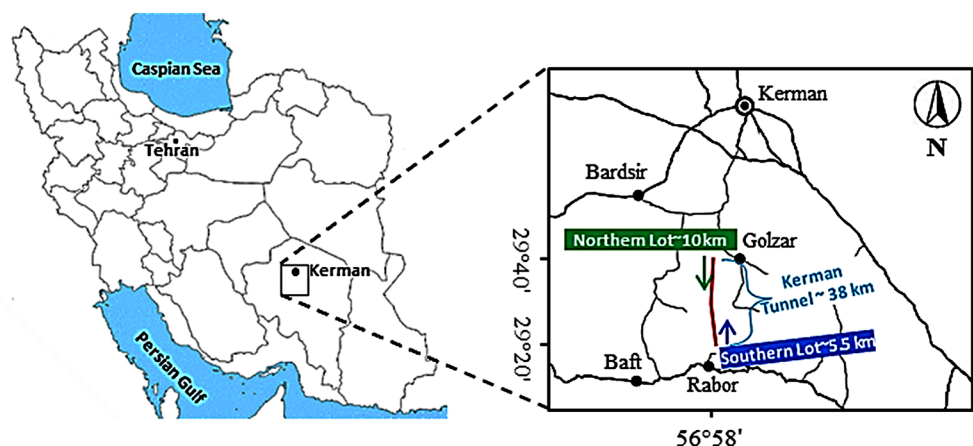 Caspian Sea
Tehran
Kerman
Persian Gulf
Kerman
N
Bardsir
Northern Lot~10km
Golzar
29°40'
Kerman
Tunnel ~ 38 km
29°20'
Southern Lot~5.5 km
Baft
Rabor
56°58'